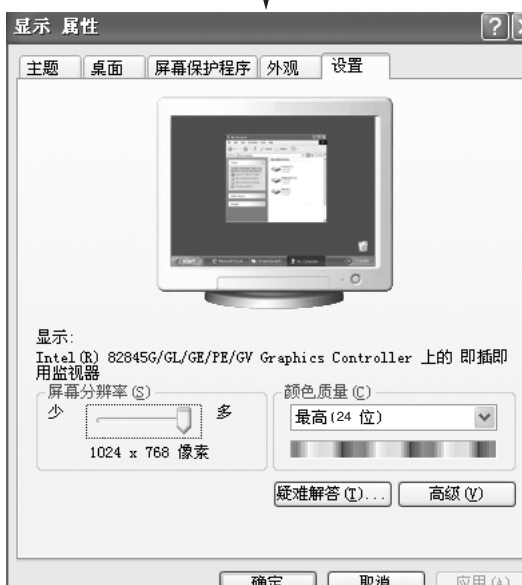 显示 属性
主题 桌面 屏幕保护程序 外观 设置
显示:
Intel(R) 82845G/GL/GE/PE/GV Graphics Controller 上的 即插即
用监视器
屏幕分辨率(S) 颜色质量(C)
少 多 最高(24 位)
1024 x 768 像素
疑难解答(T)... 高级(V)
确定 取消 应用(A)